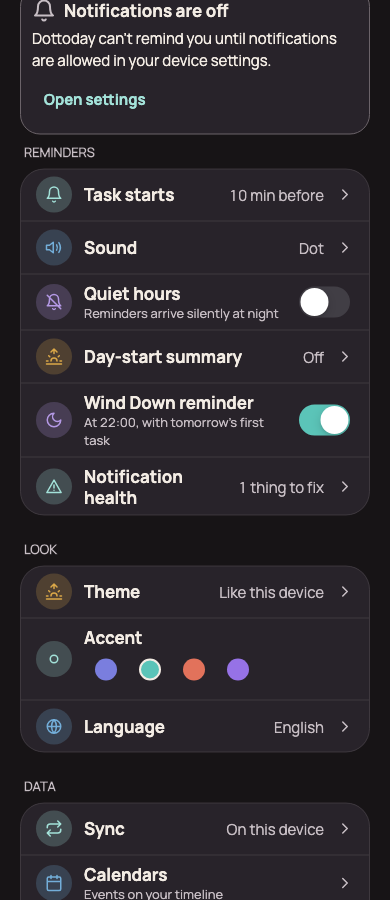 Notifications are off
Dottoday can't remind you until notifications
are allowed in your device settings.
Open settings
REMINDERS
Task starts 10 min before
Sound Dot
Quiet hours
Reminders arrive silently at night
Day-start summary Off
Wind Down reminder
At 22:00, with tomorrow's first
task
Notification
health 1 thing to fix
LOOK
Theme Like this device
Accent
Language English
DATA
Sync On this device
Calendars
Events on your timeline